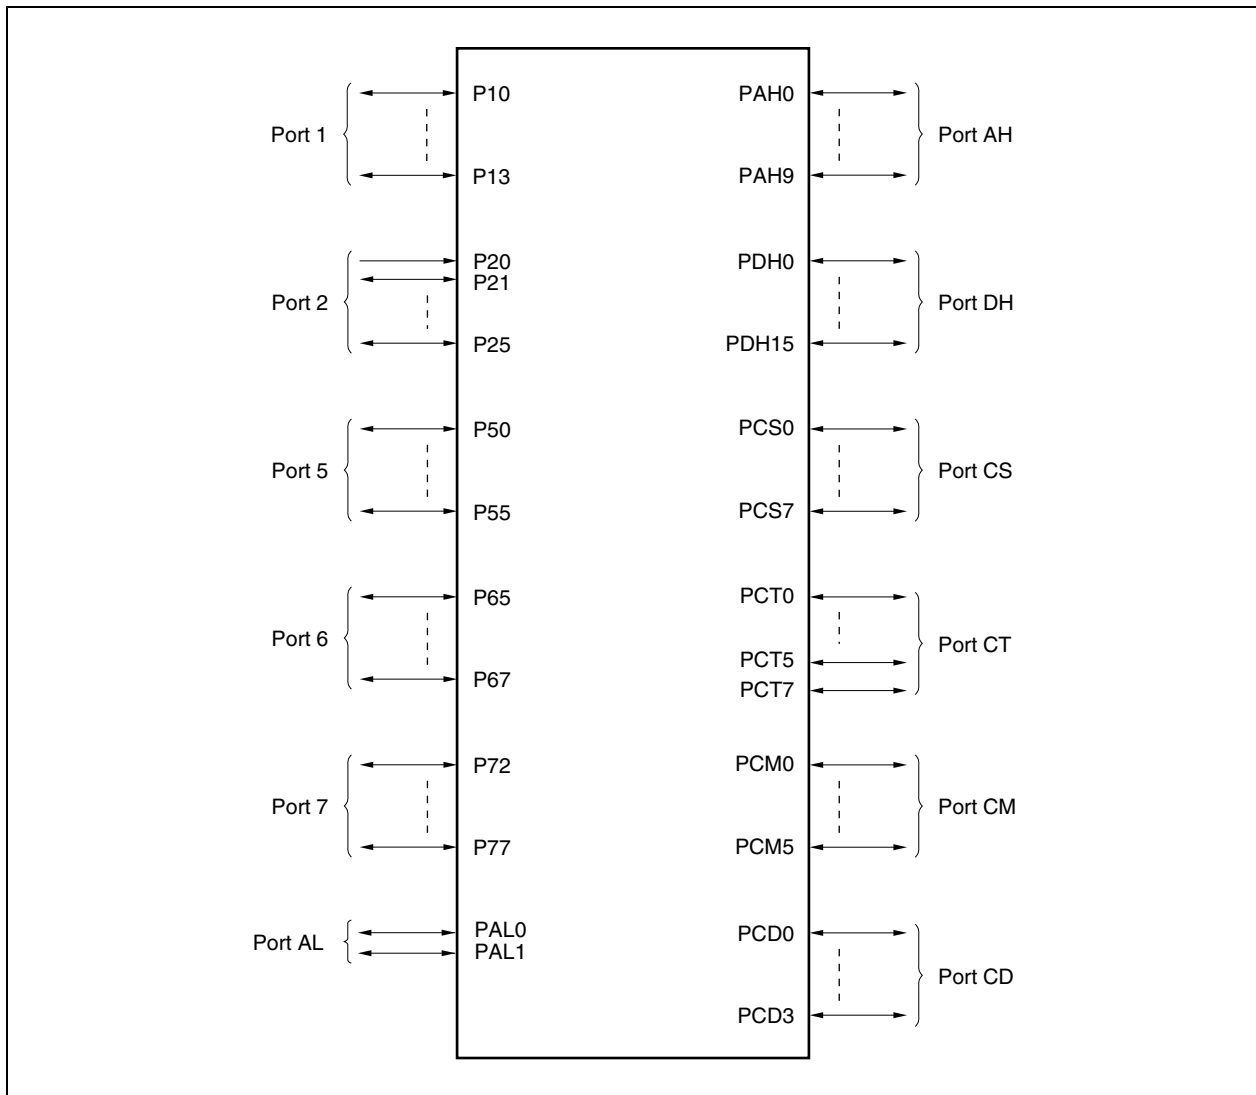 Port 1
P10
P13
Port 2
P20
P21
P25
Port 5
P50
P55
Port 6
P65
P67
Port 7
P72
P77
Port AL
PAL0
PAL1
PAH0
PAH9
Port AH
PDH0
PDH15
Port DH
PCS0
PCS7
Port CS
PCT0
PCT5
PCT7
Port CT
PCM0
PCM5
Port CM
PCD0
PCD3
Port CD